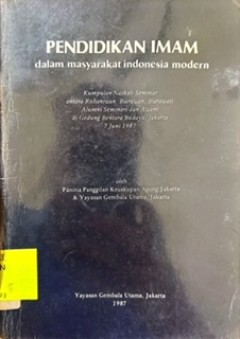 PENDIDIKAN IMAM
dalam masyarakat indonesia modern
Kumpulan Naskah Seminar
antara Rohaniwan, Biarawan, Biarawati
Alumni Seminari dan Awam
di Gedung Bentara Budaya, Jakarta
7 Juni 1987
oleh
Panitia Panggilan Keuskupan Agung Jakarta
& Yayasan Gembala Utama, Jakarta
Yayasan Gembala Utama, Jakarta
1987